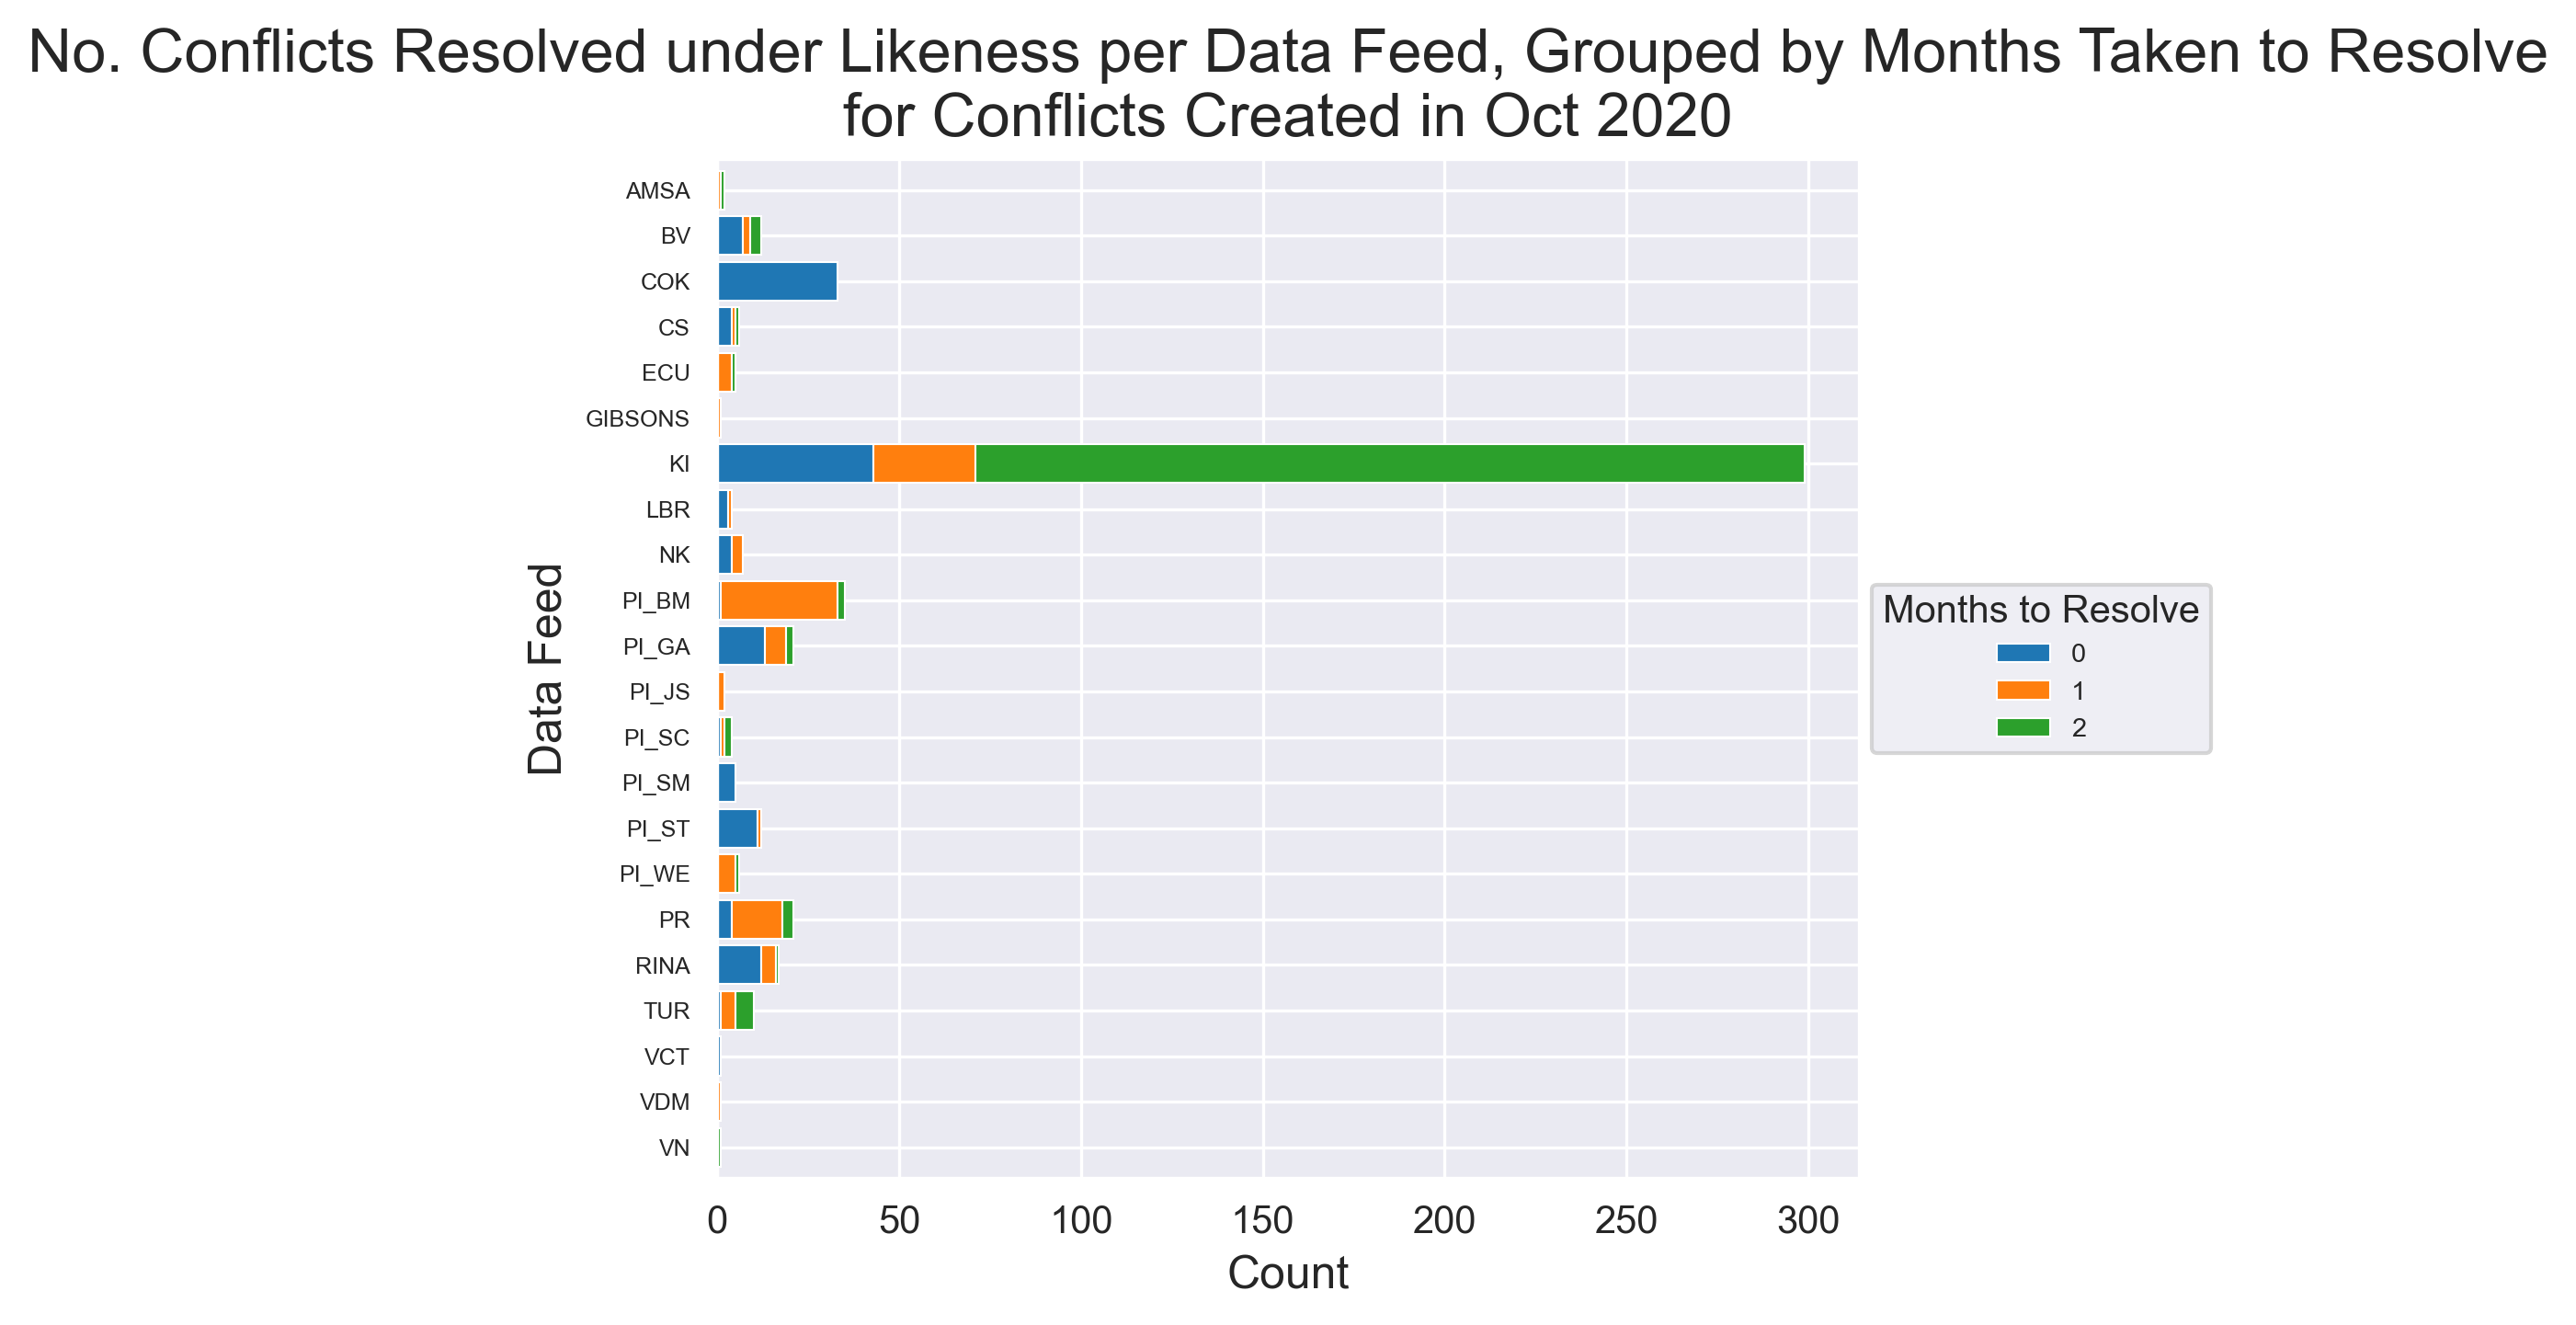 No. Conflicts Resolved under Likeness per Data Feed, Grouped by Months Taken to Resolve
for Conflicts Created in Oct 2020
AMSA
BV
COK
CS
ECU
GIBSONS
KI
LBR
NK
PI_BM
PI_GA
PI_JS
PI_SC
PI_SM
PI_ST
PI_WE
PR
RINA
TUR
VCT
VDM
VN
Data Feed
0 50 100 150 200 250 300
Count
Months to Resolve
0
1
2